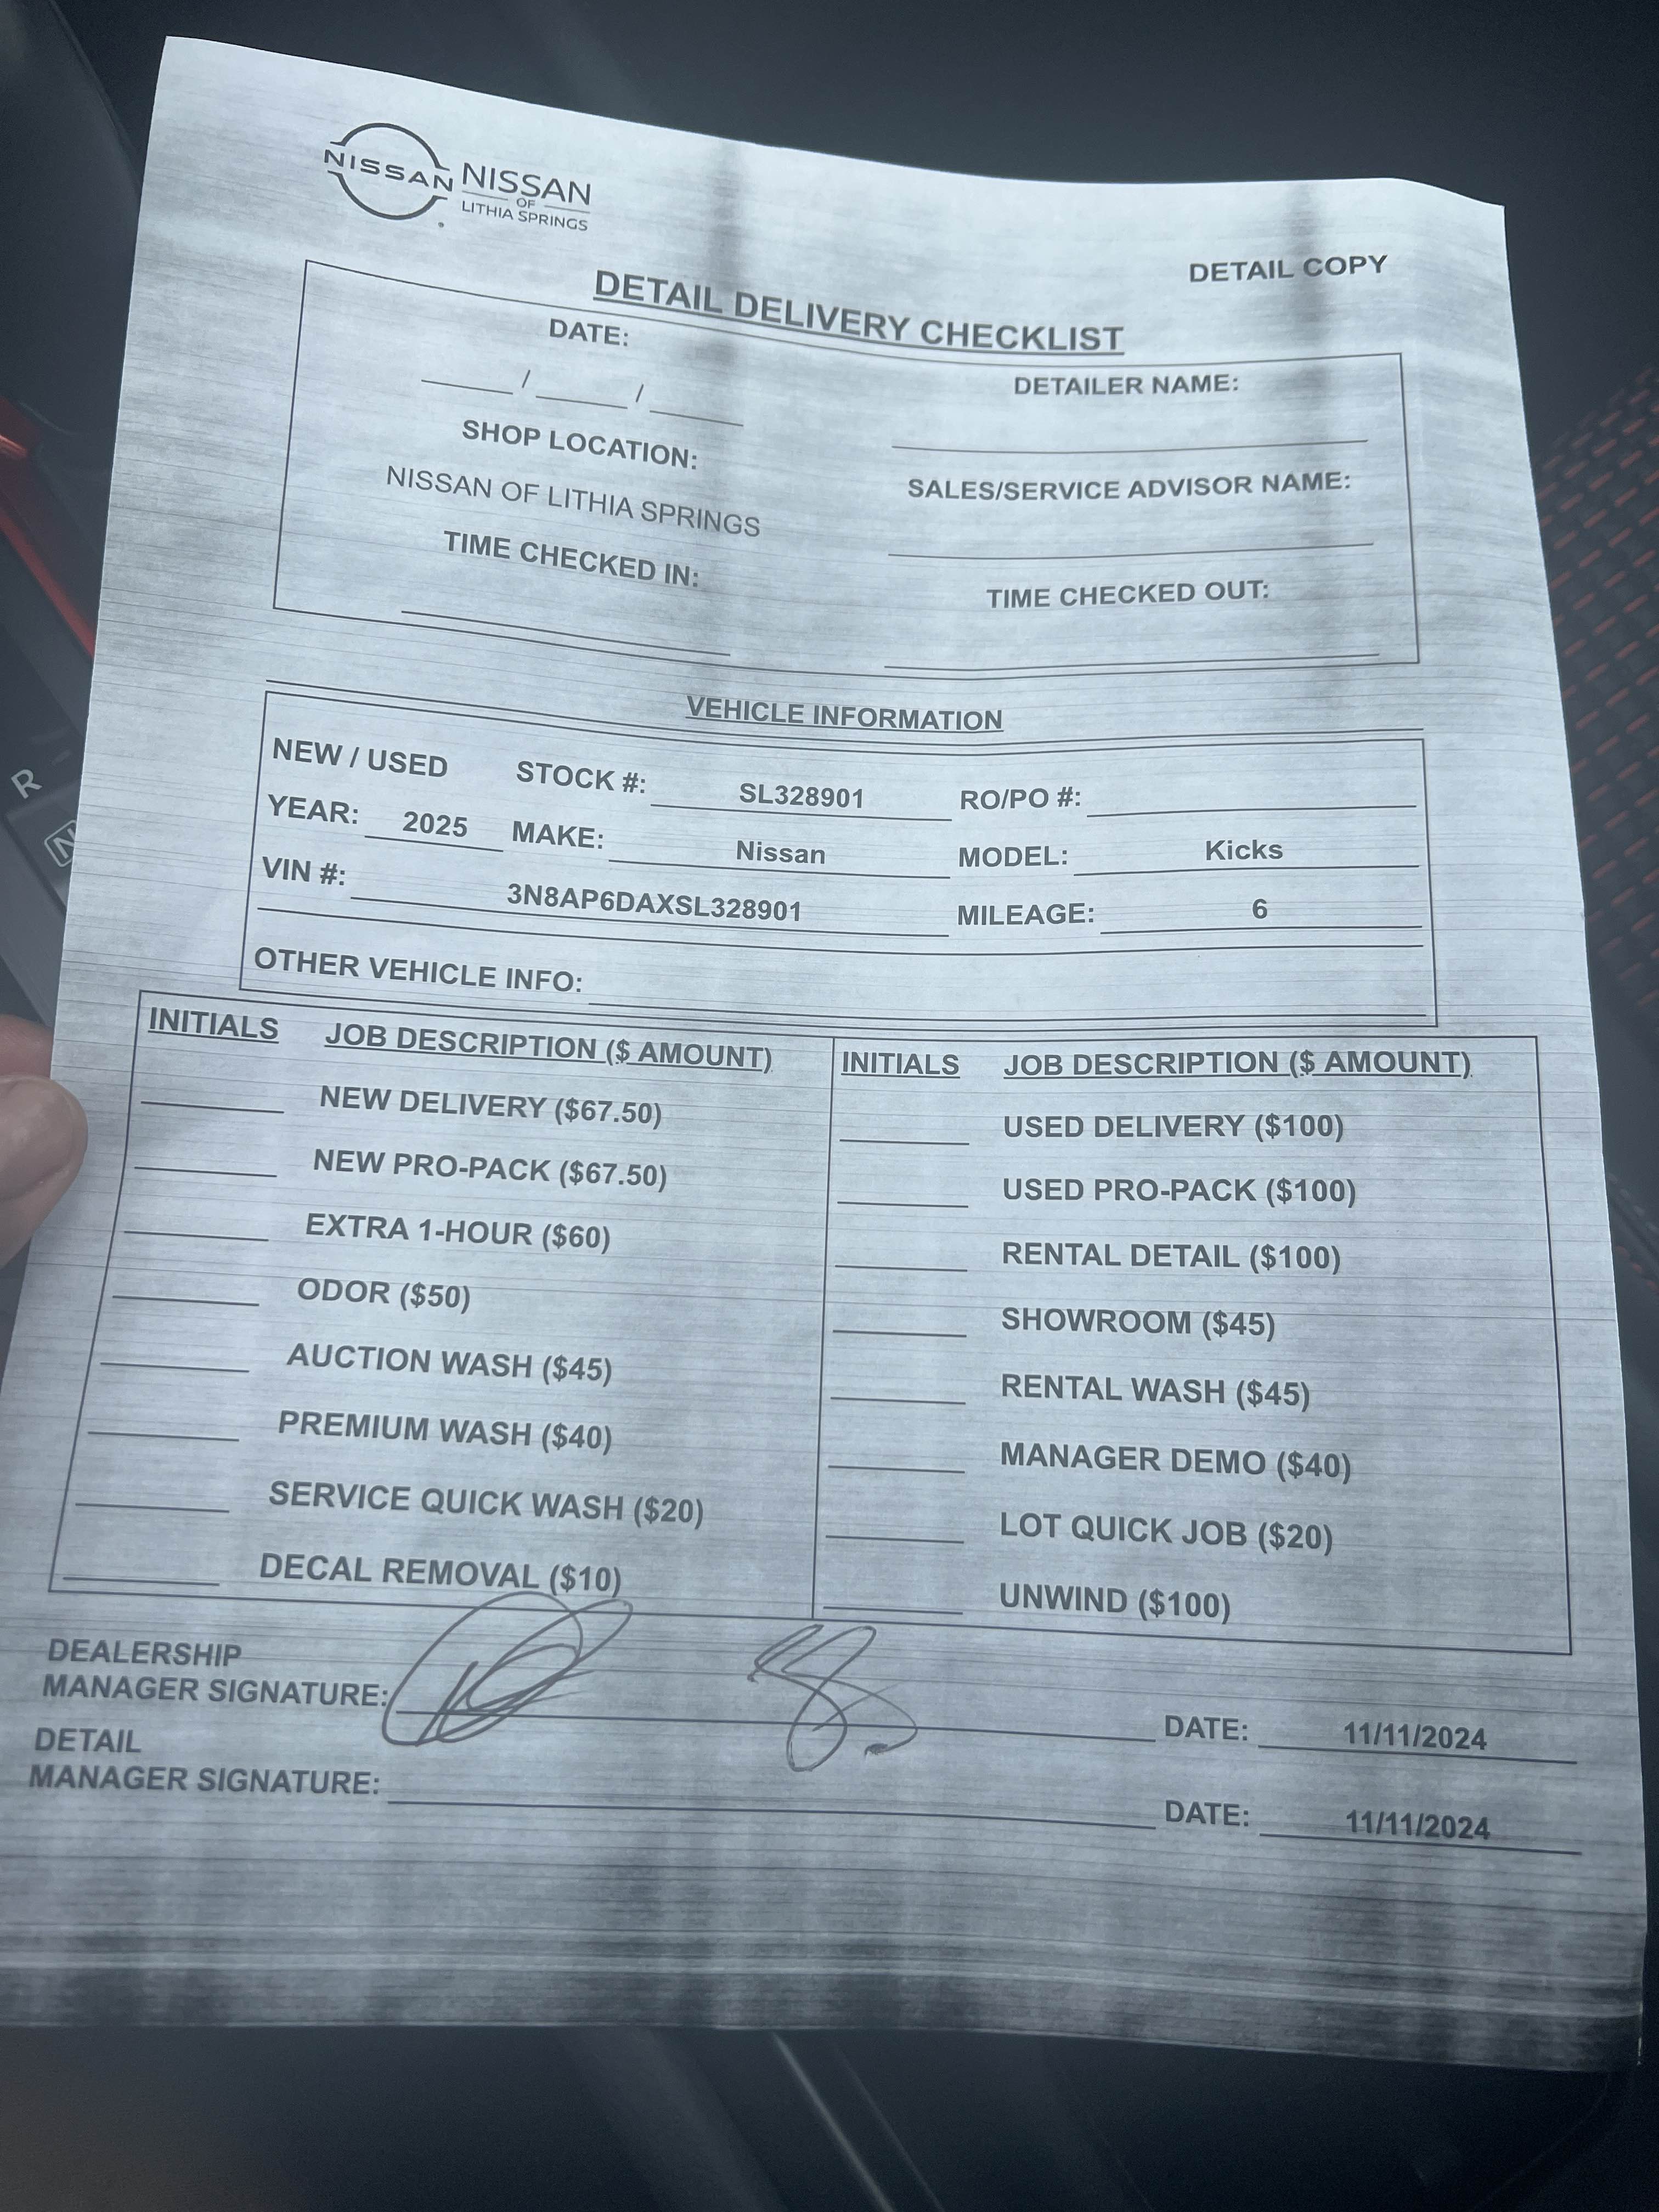 NISSAN NISSAN
OF
LITHIA SPRINGS
DETAIL COPY
DETAIL DELIVERY CHECKLIST
DATE:
____/____/____
DETAILER NAME:
SHOP LOCATION:
NISSAN OF LITHIA SPRINGS
SALES/SERVICE ADVISOR NAME:
TIME CHECKED IN:
TIME CHECKED OUT:
VEHICLE INFORMATION
NEW / USED STOCK #: SL328901 RO/PO #:
YEAR: 2025 MAKE: Nissan MODEL: Kicks
VIN #: 3N8AP6DAXSL328901 MILEAGE: 6
OTHER VEHICLE INFO:
INITIALS JOB DESCRIPTION ($ AMOUNT) INITIALS JOB DESCRIPTION ($ AMOUNT)
NEW DELIVERY ($67.50) USED DELIVERY ($100)
NEW PRO-PACK ($67.50) USED PRO-PACK ($100)
EXTRA 1-HOUR ($60) RENTAL DETAIL ($100)
ODOR ($50) SHOWROOM ($45)
AUCTION WASH ($45) RENTAL WASH ($45)
PREMIUM WASH ($40) MANAGER DEMO ($40)
SERVICE QUICK WASH ($20) LOT QUICK JOB ($20)
DECAL REMOVAL ($10) UNWIND ($100)
DEALERSHIP
MANAGER SIGNATURE: DATE: 11/11/2024
DETAIL
MANAGER SIGNATURE: DATE: 11/11/2024
R
N